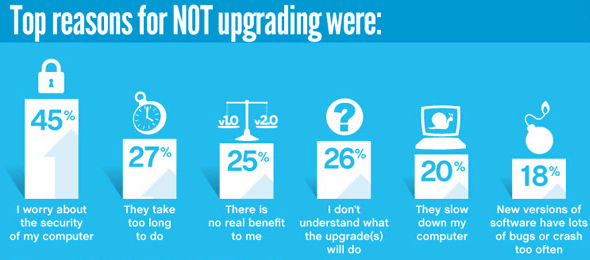 Top reasons for NOT upgrading were:
45%
I worry about
the security
of my computer
27%
They take
too long
to do
v1.0 v2.0
25%
There is
no real benefit
to me
?
26%
I don't
understand what
the upgrade(s)
will do
20%
They slow
down my
computer
18%
New versions of
software have lots
of bugs or crash
too often